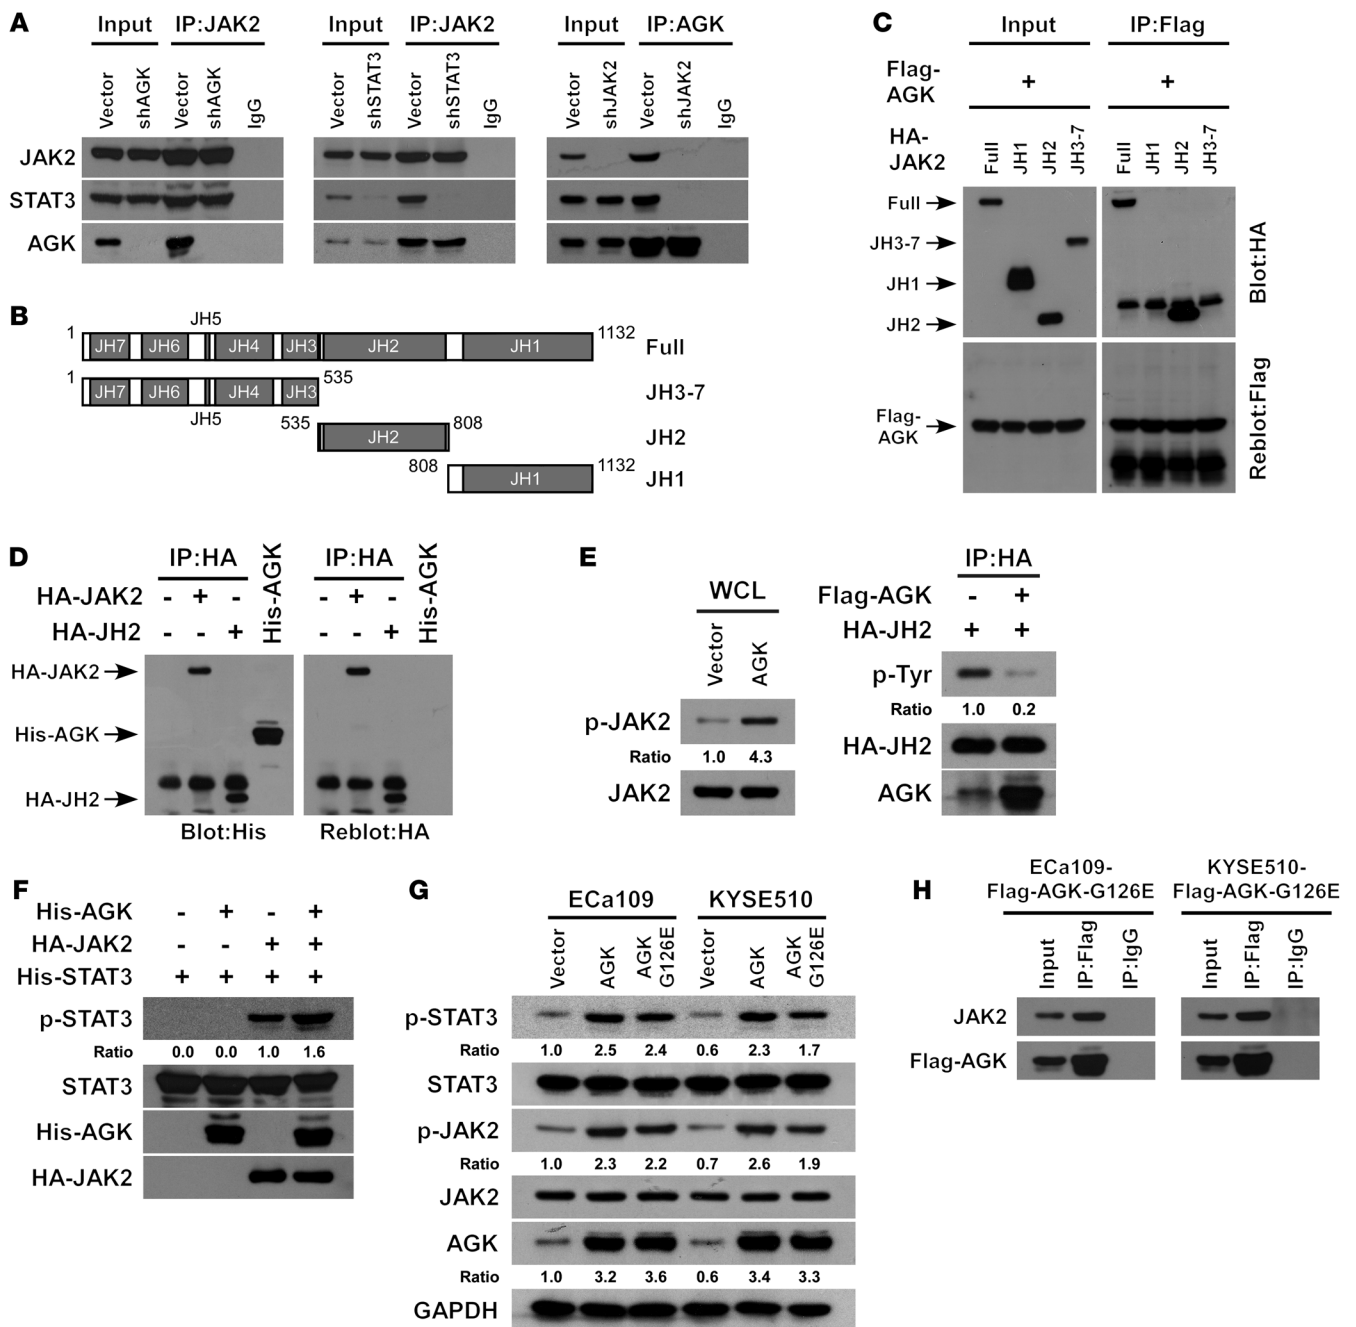 A
Input IP:JAK2
Vector shAGK Vector shAGK IgG
Input IP:JAK2
Vector shSTAT3 Vector shSTAT3 IgG
Input IP:AGK
Vector shJAK2 Vector shJAK2 IgG
JAK2
STAT3
AGK
B
JH5
1 1132
JH7 JH6 JH4 JH3 JH2 JH1 Full
1 535
JH7 JH6 JH4 JH3 JH3-7
JH5
535 808
JH2 JH2
808 1132
JH1 JH1
C
Input IP:Flag
Flag-
AGK + +
HA-
JAK2 Full JH1 JH2 JH3-7 Full JH1 JH2 JH3-7
Full
JH3-7
JH1
JH2
Blot:HA
Flag-
AGK
Reblot:Flag
D
IP:HA His-AGK IP:HA His-AGK
HA-JAK2 - + - - + -
HA-JH2 - - + - - +
HA-JAK2
His-AGK
HA-JH2
Blot:His Reblot:HA
E
WCL
Vector AGK
p-JAK2
Ratio 1.0 4.3
JAK2
IP:HA
Flag-AGK - +
HA-JH2 + +
p-Tyr
Ratio 1.0 0.2
HA-JH2
AGK
F
His-AGK - + - +
HA-JAK2 - - + +
His-STAT3 + + + +
p-STAT3
Ratio 0.0 0.0 1.0 1.6
STAT3
His-AGK
HA-JAK2
G
ECa109 KYSE510
Vector AGK AGK G126E Vector AGK AGK G126E
p-STAT3
Ratio 1.0 2.5 2.4 0.6 2.3 1.7
STAT3
p-JAK2
Ratio 1.0 2.3 2.2 0.7 2.6 1.9
JAK2
AGK
Ratio 1.0 3.2 3.6 0.6 3.4 3.3
GAPDH
H
ECa109-
Flag-AGK-G126E
KYSE510-
Flag-AGK-G126E
Input IP:Flag IP:IgG Input IP:Flag IP:IgG
JAK2
Flag-AGK